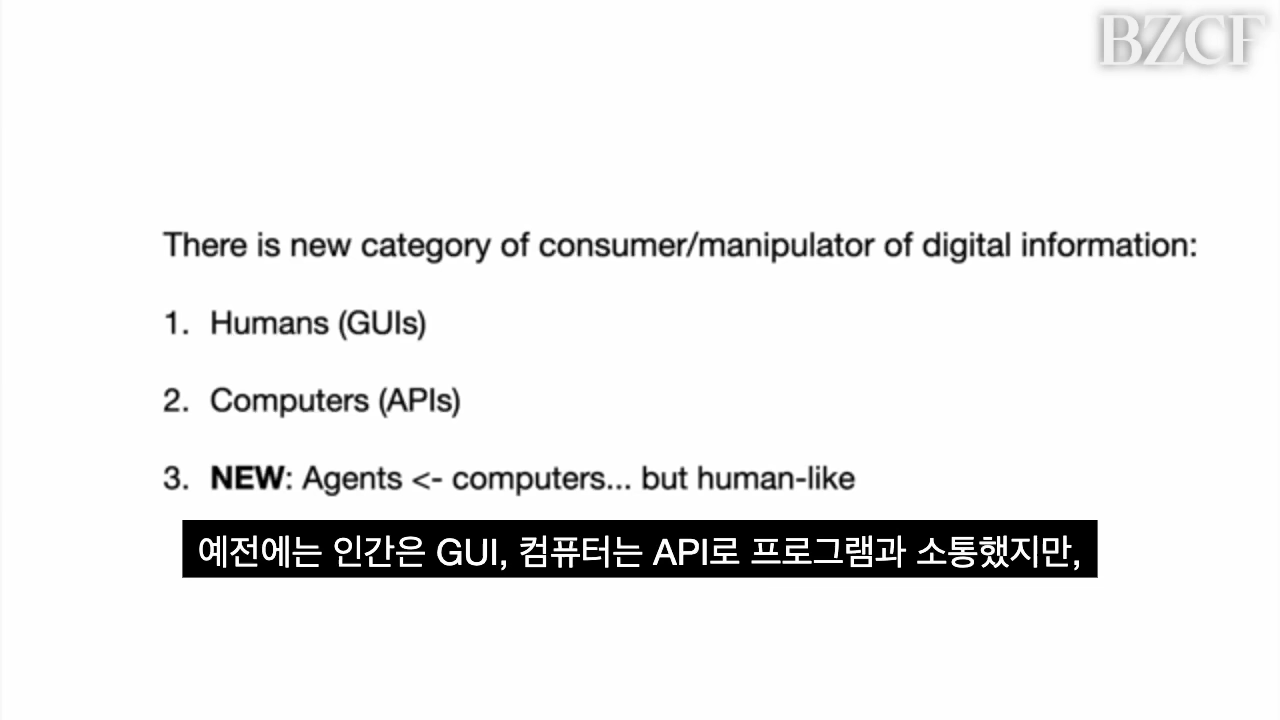 BZCF
There is new category of consumer/manipulator of digital information:
1. Humans (GUIs)
2. Computers (APIs)
3. NEW: Agents <- computers... but human-like
예전에는 인간은 GUI, 컴퓨터는 API로 프로그램과 소통했지만,